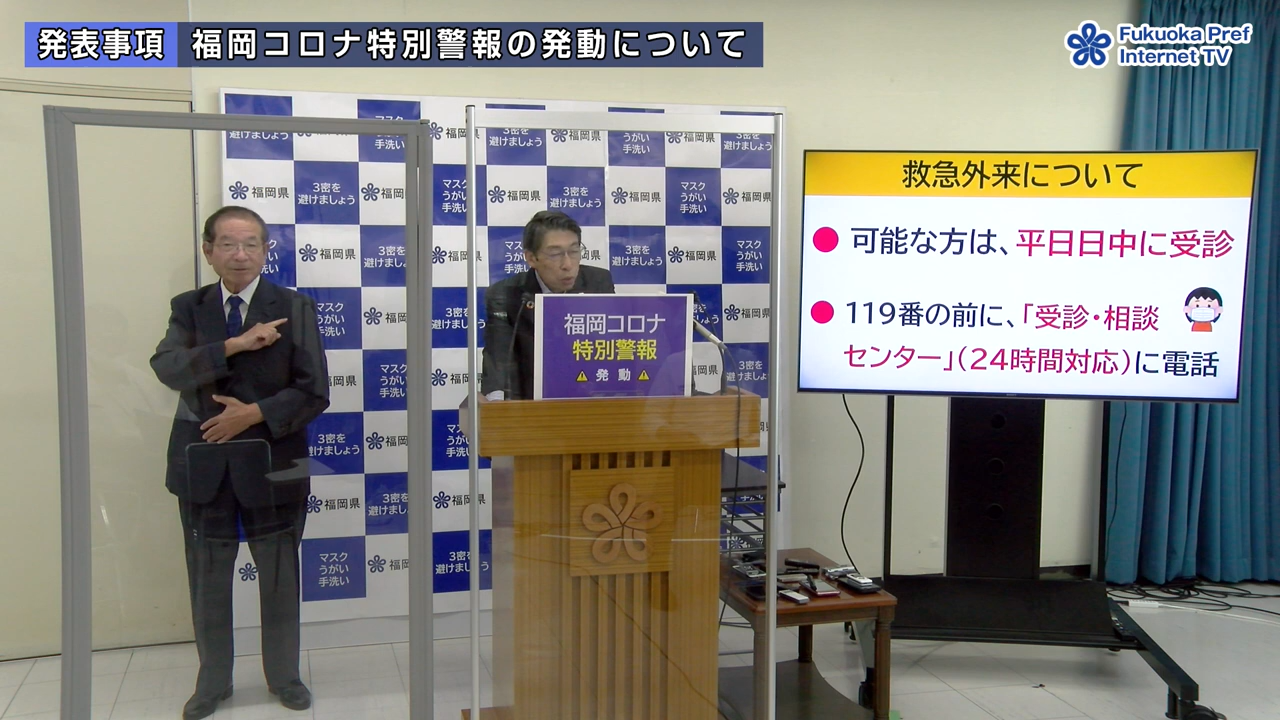 発表事項 福岡コロナ特別警報の発動について
Fukuoka Pref
Internet TV
救急外来について
● 可能な方は、平日日中に受診
● 119番の前に、「受診・相談
センター」(24時間対応)に電話
福岡コロナ
特別警報
発動
マスク
うがい
手洗い
3密を
避けましょう
福岡県